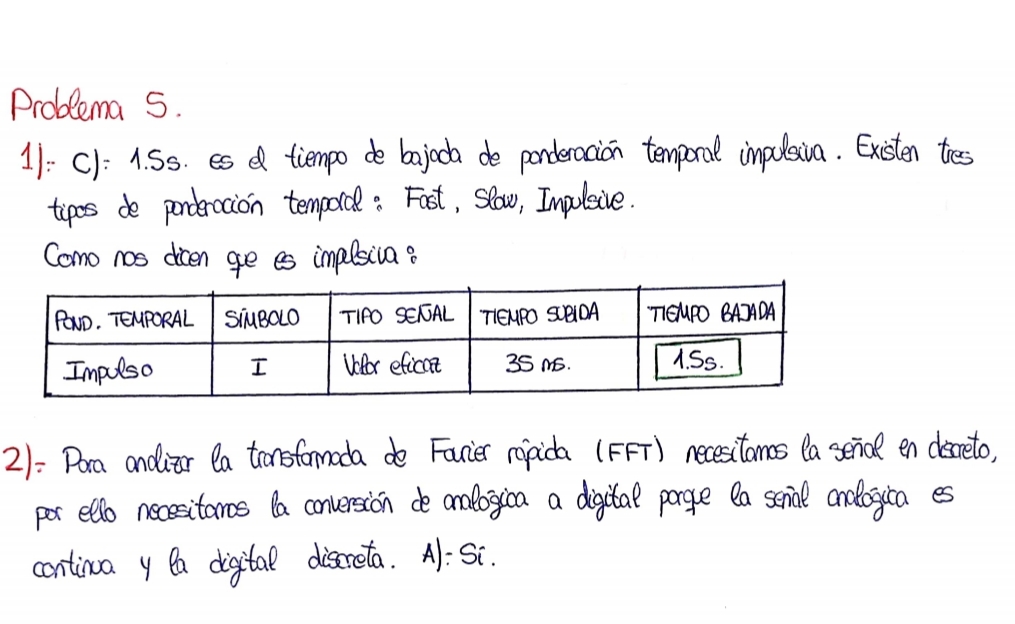 Problema 5.
1)= C)= 1.5s. es el tiempo de bajada de ponderación temporal impulsiva. Existen tres
tipos de ponderación temporal: Fast, Slow, Impulsive.
Como nos dicen qe es implsiva:
POND. TEMPORAL SÍMBOLO TIPO SEÑAL TIEMPO SUBIDA TIEMPO BAJADA
Impulso I Valor eficaz 35 ms. 1.5s.
2)= Para analizar la transformada de Fourier rápida (FFT) necesitamos la señal en discreto,
por ello necesitamos la conversión de analógica a digital porqe la señal analógica es
continua y la digital discreta. A)= Sí.